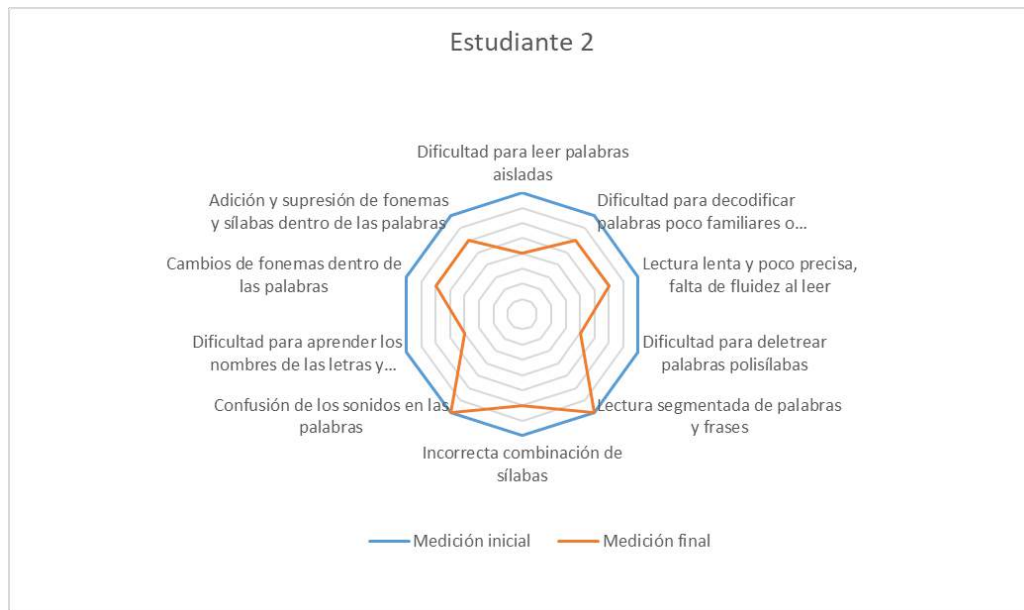 Estudiante 2
Dificultad para leer palabras
aisladas
Dificultad para decodificar
palabras poco familiares o...
Lectura lenta y poco precisa,
falta de fluidez al leer
Dificultad para deletrear
palabras polisílabas
Lectura segmentada de palabras
y frases
Incorrecta combinación de
sílabas
Confusión de los sonidos en las
palabras
Dificultad para aprender los
nombres de las letras y...
Cambios de fonemas dentro de
las palabras
Adición y supresión de fonemas
y sílabas dentro de las palabras
Medición inicial
Medición final